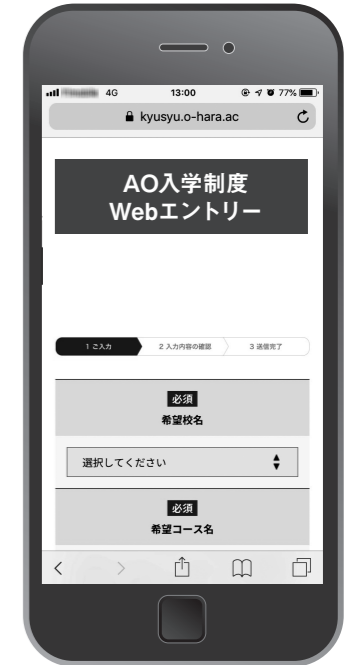 4G 13:00 77%
kyusyu.o-hara.ac
AO入学制度
Webエントリー
1 ご入力 2 入力内容の確認 3 送信完了
必須
希望校名
選択してください
必須
希望コース名